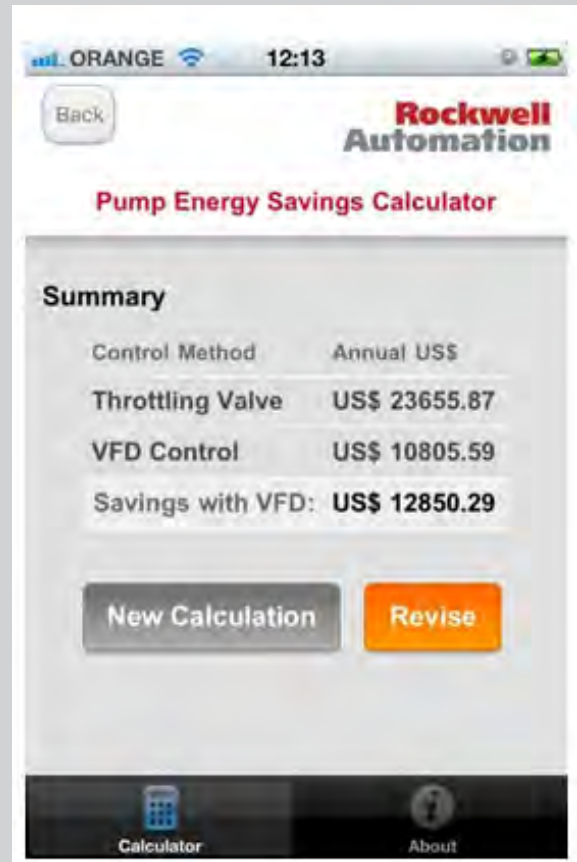 ORANGE 12:13
Back
Rockwell
Automation
Pump Energy Savings Calculator
Summary
Control Method Annual US$
Throttling Valve US$ 23655.87
VFD Control US$ 10805.59
Savings with VFD: US$ 12850.29
New Calculation Revise
Calculator About